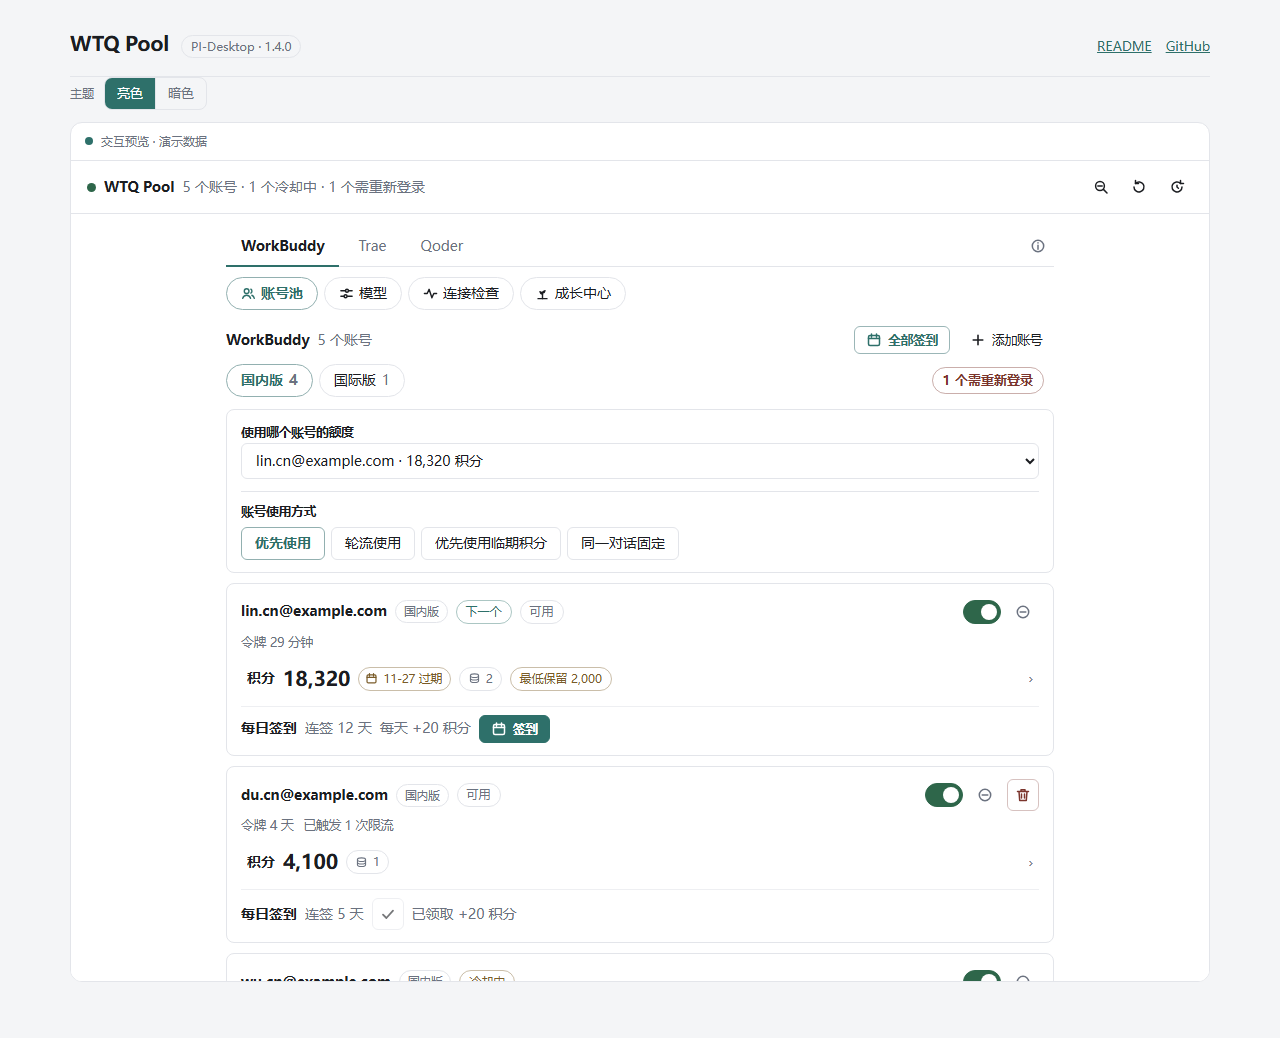 WTQ Pool PI-Desktop · 1.4.0 README GitHub
主题 亮色 暗色
交互预览 · 演示数据
WTQ Pool 5 个账号 · 1 个冷却中 · 1 个需重新登录
WorkBuddy Trae Qoder
账号池 模型 连接检查 成长中心
WorkBuddy 5 个账号 全部签到 添加账号
国内版 4 国际版 1 1 个需重新登录
使用哪个账号的额度
lin.cn@example.com · 18,320 积分
账号使用方式
优先使用 轮流使用 优先使用临期积分 同一对话固定
lin.cn@example.com 国内版 下一个 可用
令牌 29 分钟
积分 18,320 11-27 过期 2 最低保留 2,000
每日签到 连签 12 天 每天 +20 积分 签到
du.cn@example.com 国内版 可用
令牌 4 天 已触发 1 次限流
积分 4,100 1
每日签到 连签 5 天 已领取 +20 积分
wu.cn@example.com 国内版 冷却中